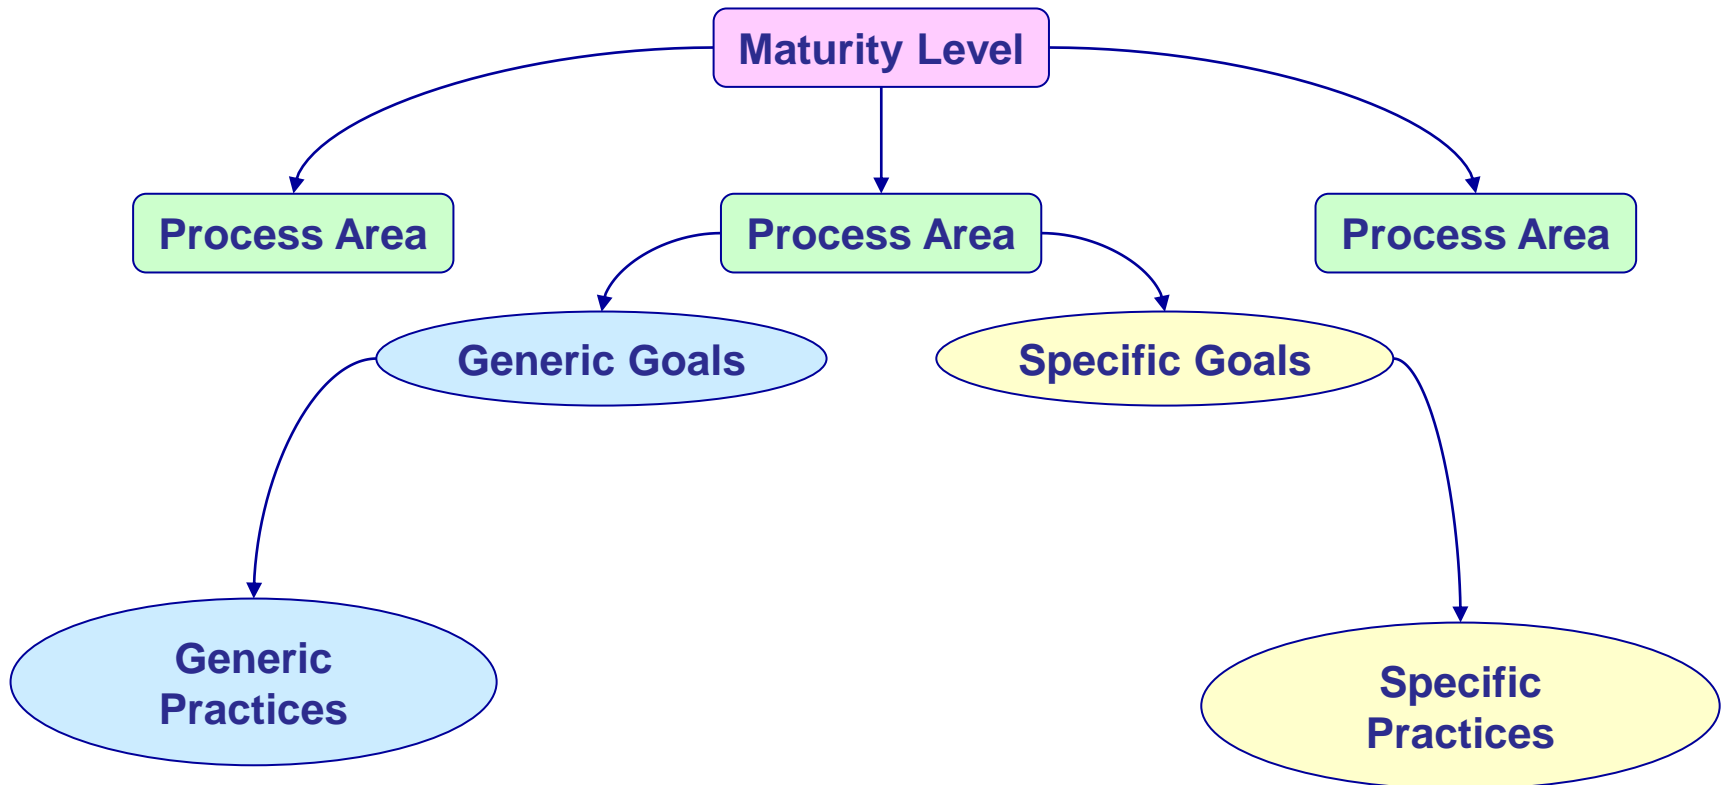 Maturity Level
Process Area
Process Area
Process Area
Generic Goals
Specific Goals
Generic
Practices
Specific
Practices